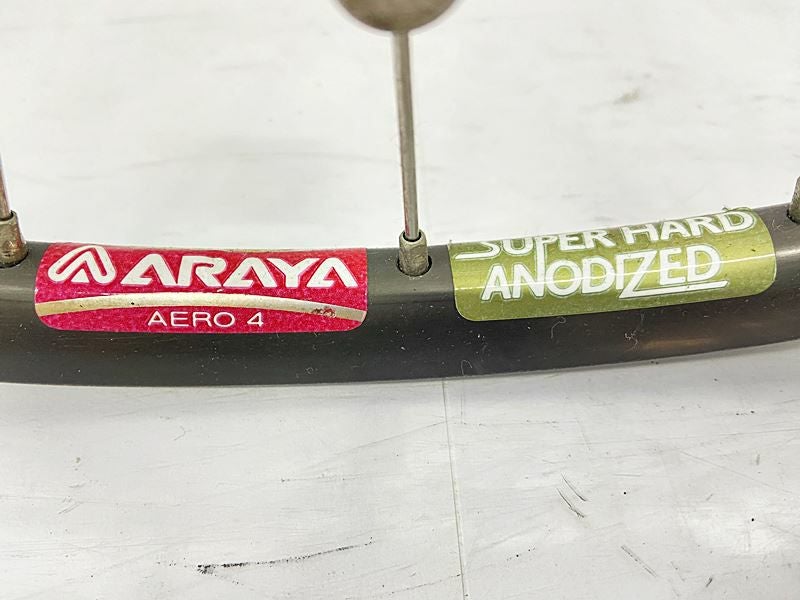 ARAYA
AERO 4
SUPER HARD
ANODIZED